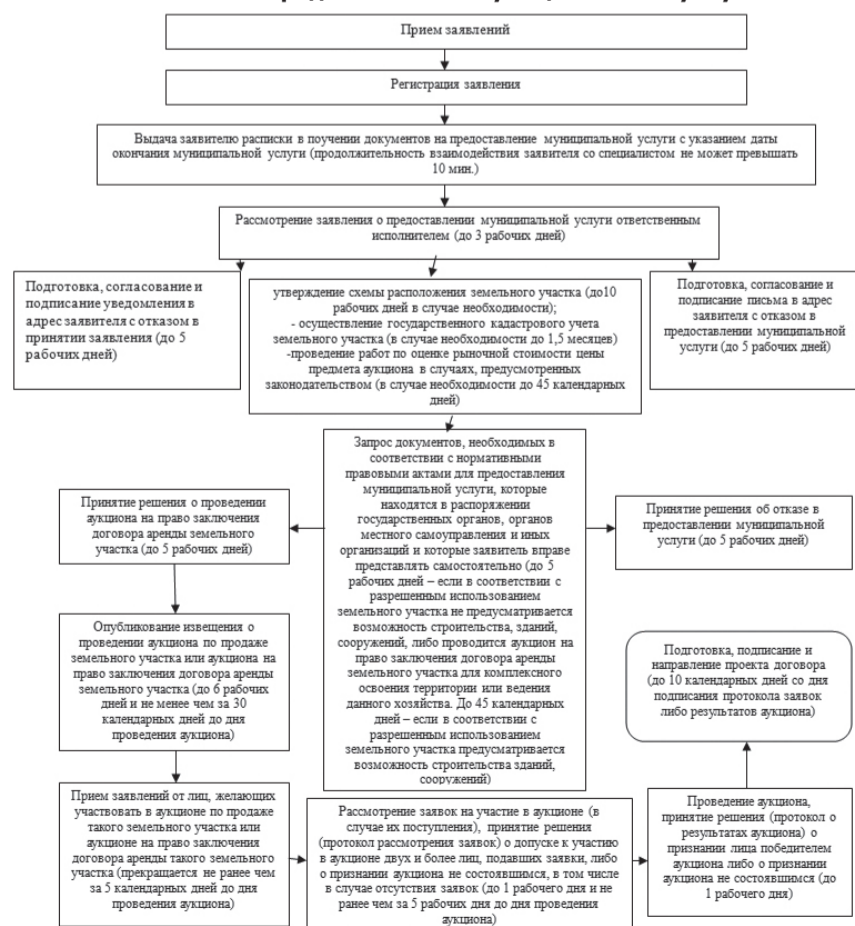 Прием заявлений
Регистрация заявления
Выдача заявителю расписки в поучении документов на предоставление муниципальной услуги с указанием даты
окончания муниципальной услуги (продолжительность взаимодействия заявителя со специалистом не может превышать
10 мин.)
Рассмотрение заявления о предоставлении муниципальной услуги ответственным
исполнителем (до 3 рабочих дней)
Подготовка, согласование и
подписание уведомления в
адрес заявителя с отказом в
принятии заявления (до 5
рабочих дней)
утверждение схемы расположения земельного участка (до10
рабочих дней в случае необходимости);
- осуществление государственного кадастрового учета
земельного участка (в случае необходимости до 1,5 месяцев)
-проведение работ по оценке рыночной стоимости цены
предмета аукциона в случаях, предусмотренных
законодательством (в случае необходимости до 45 календарных
дней)
Подготовка, согласование и
подписание письма в адрес
заявителя с отказом в
предоставлении муниципальной
услуги (до 5 рабочих дней)
Запрос документов, необходимых в
соответствии с нормативными
правовыми актами для предоставления
муниципальной услуги, которые
находятся в распоряжении
государственных органов, органов
местного самоуправления и иных
организаций и которые заявитель вправе
представлять самостоятельно (до 5
рабочих дней – если в соответствии с
разрешенным использованием
земельного участка не предусматривается
возможность строительства, зданий,
сооружений, либо проводится аукцион на
право заключения договора аренды
земельного участка для комплексного
освоения территории или ведения
данного хозяйства. До 45 календарных
дней – если в соответствии с
разрешенным использованием
земельного участка предусматривается
возможность строительства зданий,
сооружений)
Принятие решения о проведении
аукциона на право заключения
договора аренды земельного
участка (до 5 рабочих дней)
Принятие решения об отказе в
предоставлении муниципальной
услуги (до 5 рабочих дней)
Опубликование извещения о
проведении аукциона по продаже
земельного участка или аукциона на
право заключения договора аренды
земельного участка (до 6 рабочих
дней и не менее чем за 30
календарных дней до дня
проведения аукциона)
Подготовка, подписание и
направление проекта договора
(до 10 календарных дней со дня
подписания протокола заявок
либо результатов аукциона)
Прием заявлений от лиц, желающих
участвовать в аукционе по продаже
такого земельного участка или
аукционе на право заключения
договора аренды такого земельного
участка (прекращается не ранее чем
за 5 календарных дней до дня
проведения аукциона)
Рассмотрение заявок на участие в аукционе (в
случае их поступления), принятие решения
(протокол рассмотрения заявок) о допуске к участию
в аукционе двух и более лиц, подавших заявки, либо
о признании аукциона не состоявшимся, в том числе
в случае отсутствия заявок (до 1 рабочего дня и не
ранее чем за 5 рабочих дня до дня проведения
аукциона)
Проведение аукциона,
принятие решения (протокол о
результатах аукциона) о
признании лица победителем
аукциона либо о признании
аукциона не состоявшимся (до
1 рабочего дня)